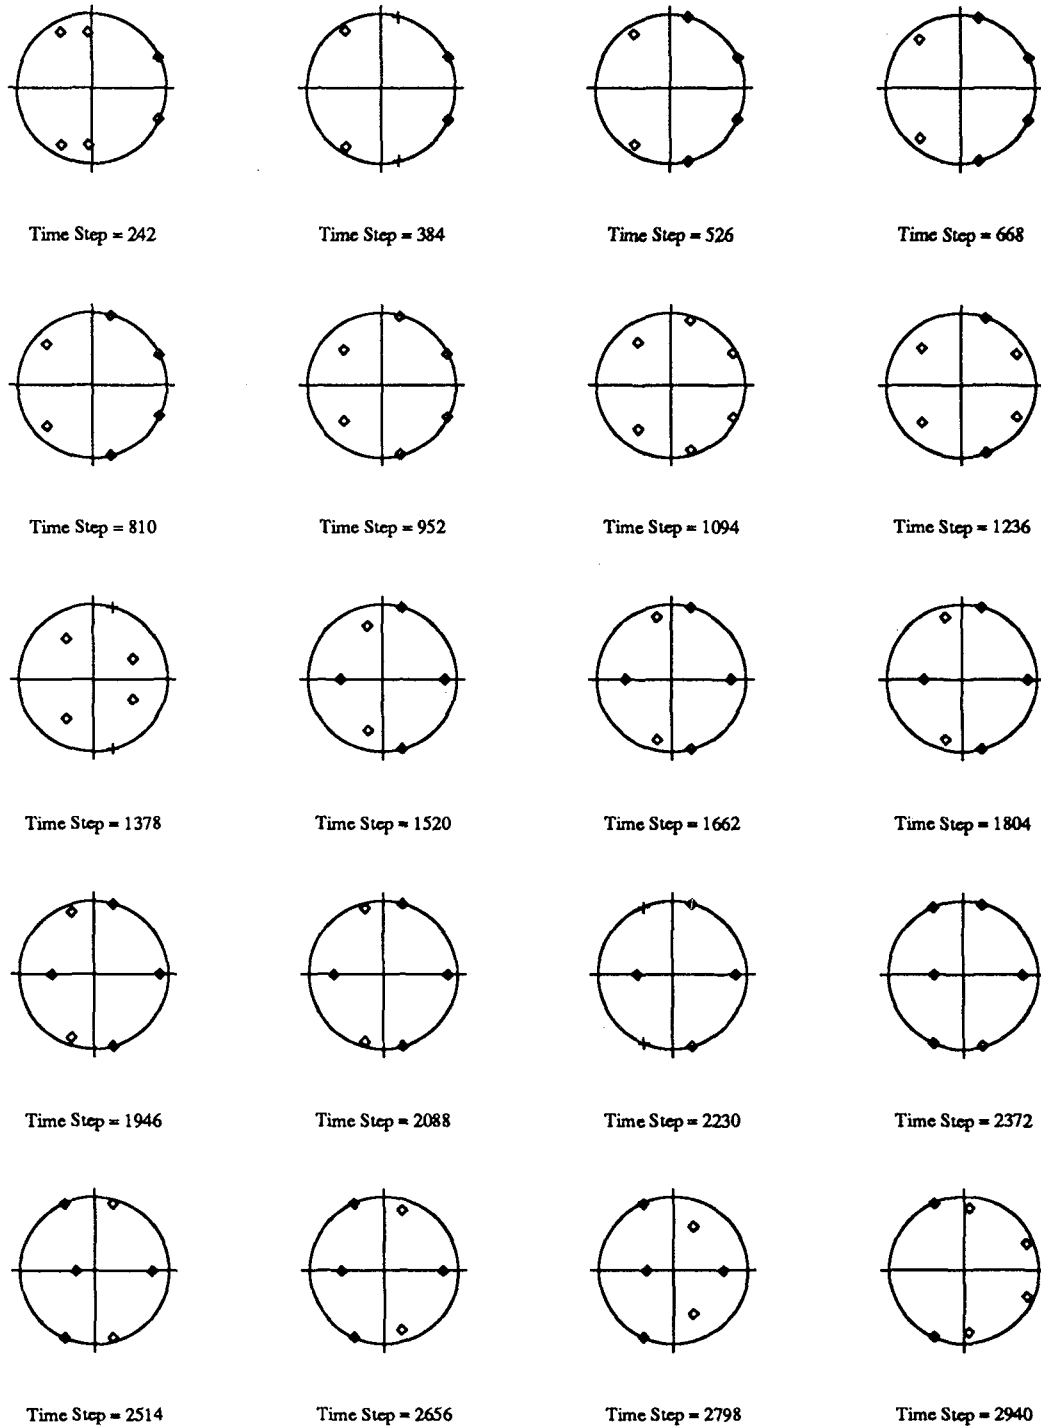 Time Step = 242
Time Step = 384
Time Step = 526
Time Step = 668
Time Step = 810
Time Step = 952
Time Step = 1094
Time Step = 1236
Time Step = 1378
Time Step = 1520
Time Step = 1662
Time Step = 1804
Time Step = 1946
Time Step = 2088
Time Step = 2230
Time Step = 2372
Time Step = 2514
Time Step = 2656
Time Step = 2798
Time Step = 2940